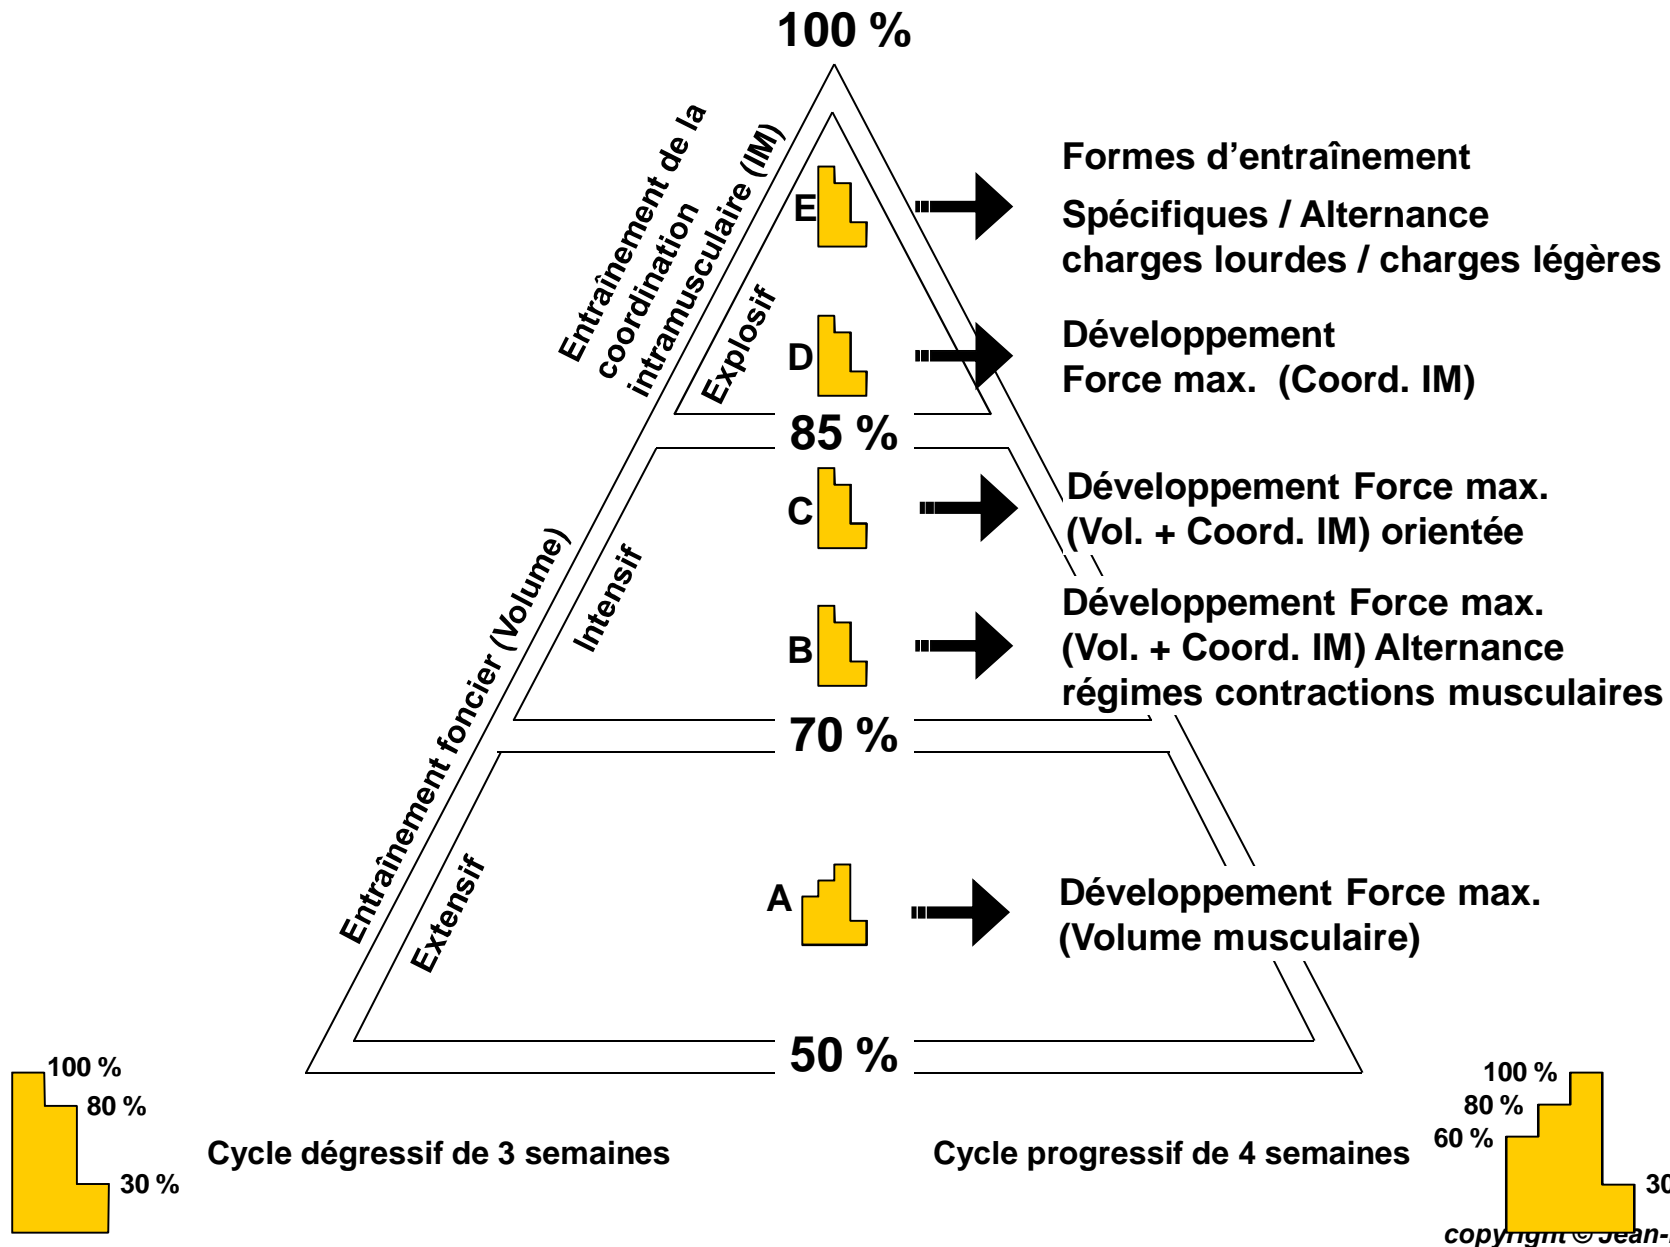 100 %
Entraînement de la
coordination
intramusculaire (IM)
Explosif
E
Formes d'entraînement
Spécifiques / Alternance
charges lourdes / charges légères
D
Développement
Force max. (Coord. IM)
85 %
Entraînement foncier (Volume)
Intensif
C
Développement Force max.
(Vol. + Coord. IM) orientée
B
Développement Force max.
(Vol. + Coord. IM) Alternance
régimes contractions musculaires
70 %
Extensif
A
Développement Force max.
(Volume musculaire)
50 %
100 %
80 %
30 %
Cycle dégressif de 3 semaines
Cycle progressif de 4 semaines
100 %
80 %
60 %
30
copyright © Jean-